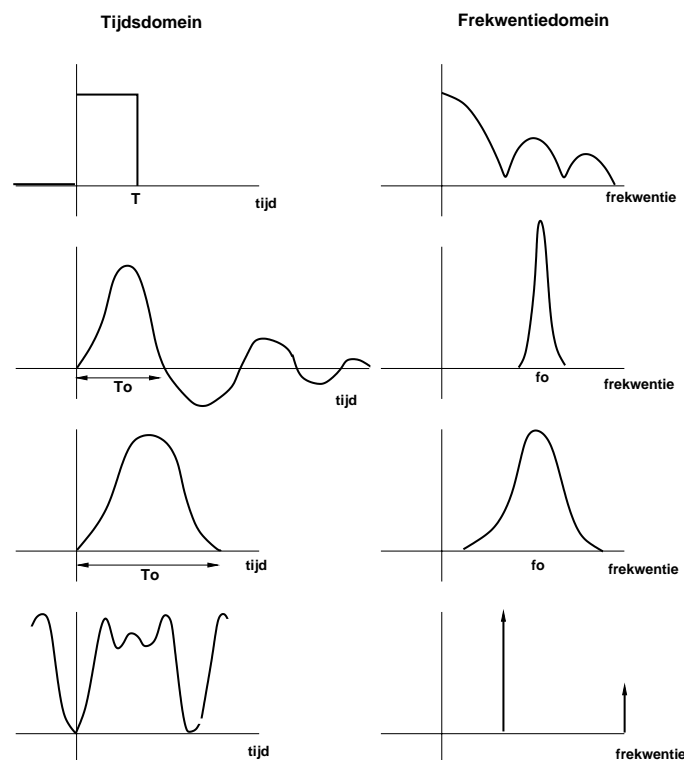 Tijdsdomein
Frekwentiedomein
T
tijd
frekwentie
To
tijd
fo
frekwentie
To
tijd
fo
frekwentie
tijd
frekwentie